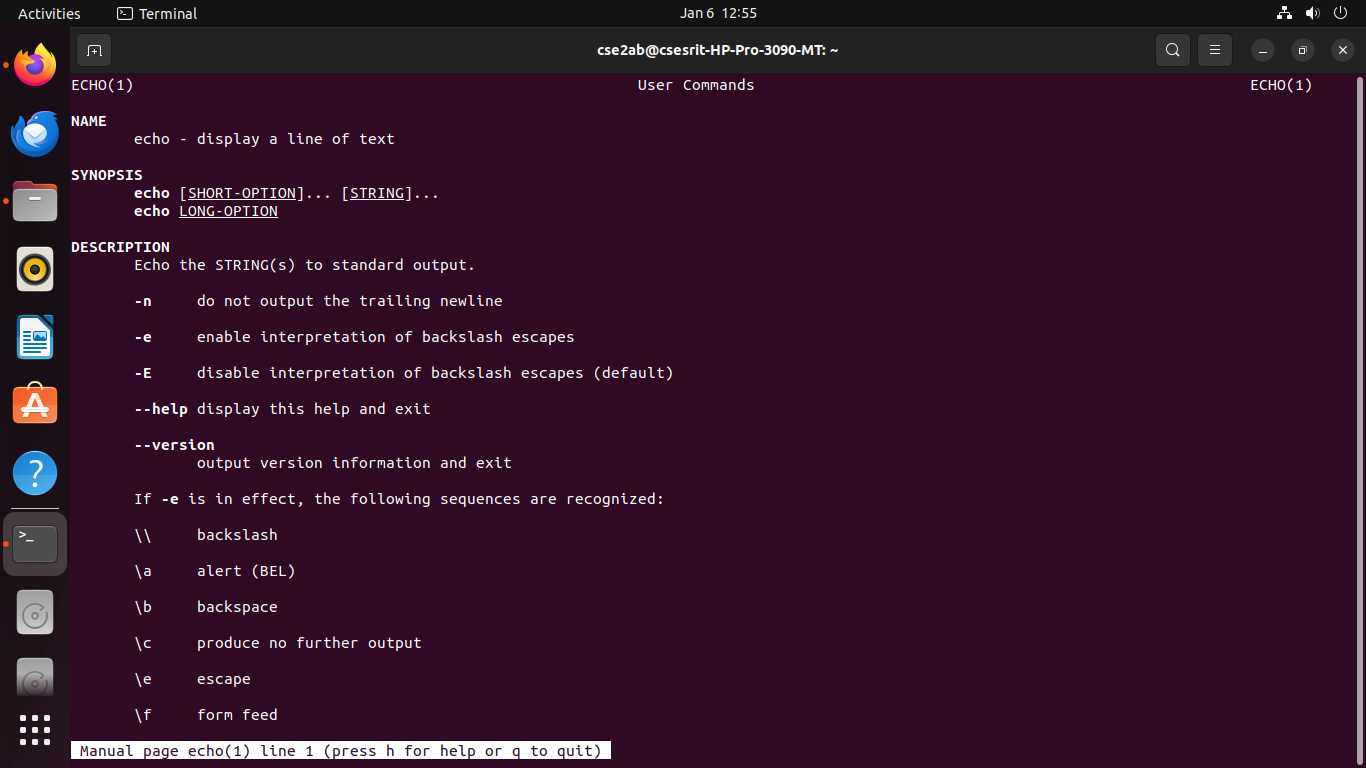 Activities Terminal Jan 6 12:55
cse2ab@csesrit-HP-Pro-3090-MT: ~
ECHO(1) User Commands ECHO(1)
NAME
echo - display a line of text
SYNOPSIS
echo [SHORT-OPTION]... [STRING]...
echo LONG-OPTION
DESCRIPTION
Echo the STRING(s) to standard output.
-n do not output the trailing newline
-e enable interpretation of backslash escapes
-E disable interpretation of backslash escapes (default)
--help display this help and exit
--version
output version information and exit
If -e is in effect, the following sequences are recognized:
\\ backslash
\a alert (BEL)
\b backspace
\c produce no further output
\e escape
\f form feed
Manual page echo(1) line 1 (press h for help or q to quit)